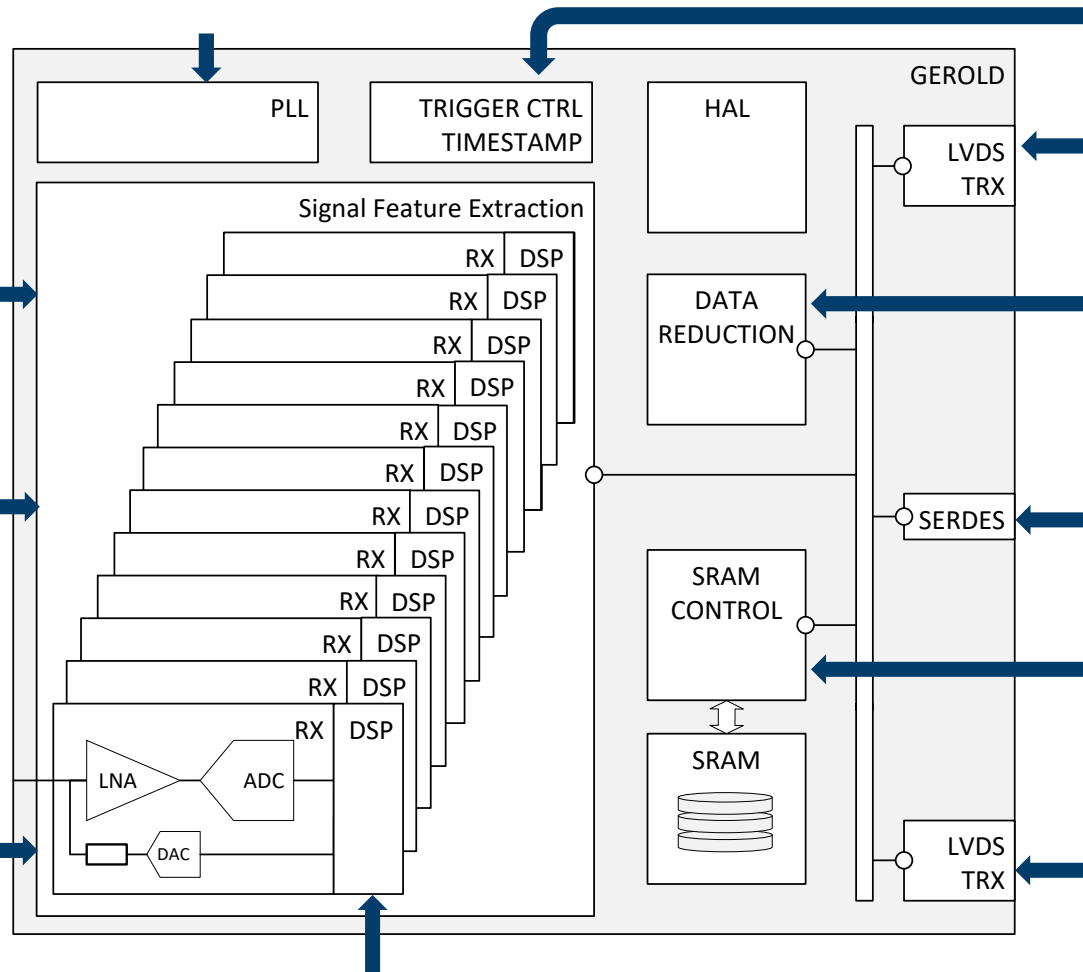 GEROLD
PLL
TRIGGER CTRL
TIMESTAMP
HAL
LVDS
TRX
Signal Feature Extraction
RX DSP
RX DSP
RX DSP
RX DSP
RX DSP
RX DSP
RX DSP
RX DSP
RX DSP
RX DSP
RX DSP
RX DSP
LNA
ADC
DAC
DATA
REDUCTION
SERDES
SRAM
CONTROL
SRAM
LVDS
TRX